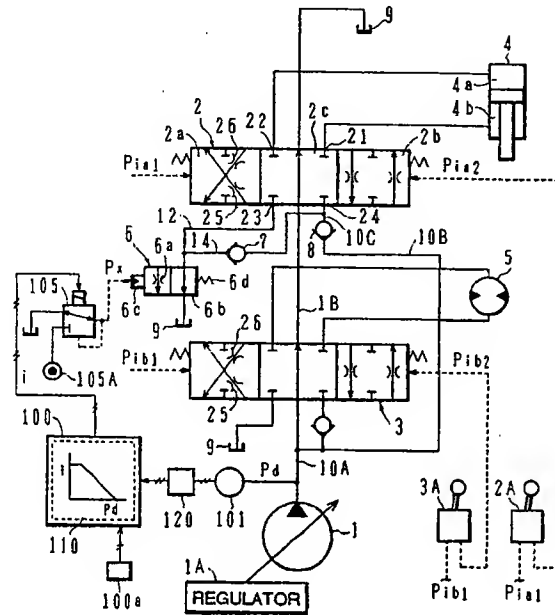 9
4
4a
4b
2
22
2c
21
2b
2a
26
Pia1
Pia2
25
23
24
12
10C
10B
8
7
14
6
6a
6d
6c
6b
9
Px
105
5
1B
105A
Pib1
26
Pib2
25
i
9
3
10A
Pd
100
110
Pd
120
101
3A
2A
1
1A
REGULATOR
100a
Pib1
Pia1